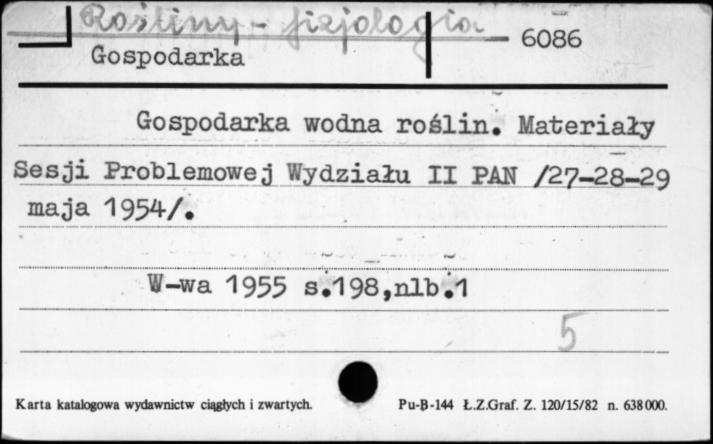 Rośliny - fizjologia
— 6086
Gospodarka
Gospodarka wodna roślin. Materiały
Sesji Problemowej Wydziału II PAN /27-28-29
maja 1954/.
W-wa 1955 s.198,nlb.1
5
Karta katalogowa wydawnictw ciągłych i zwartych. Pu-B-144 Ł.Z.Graf. Z. 120/15/82 n. 638000.